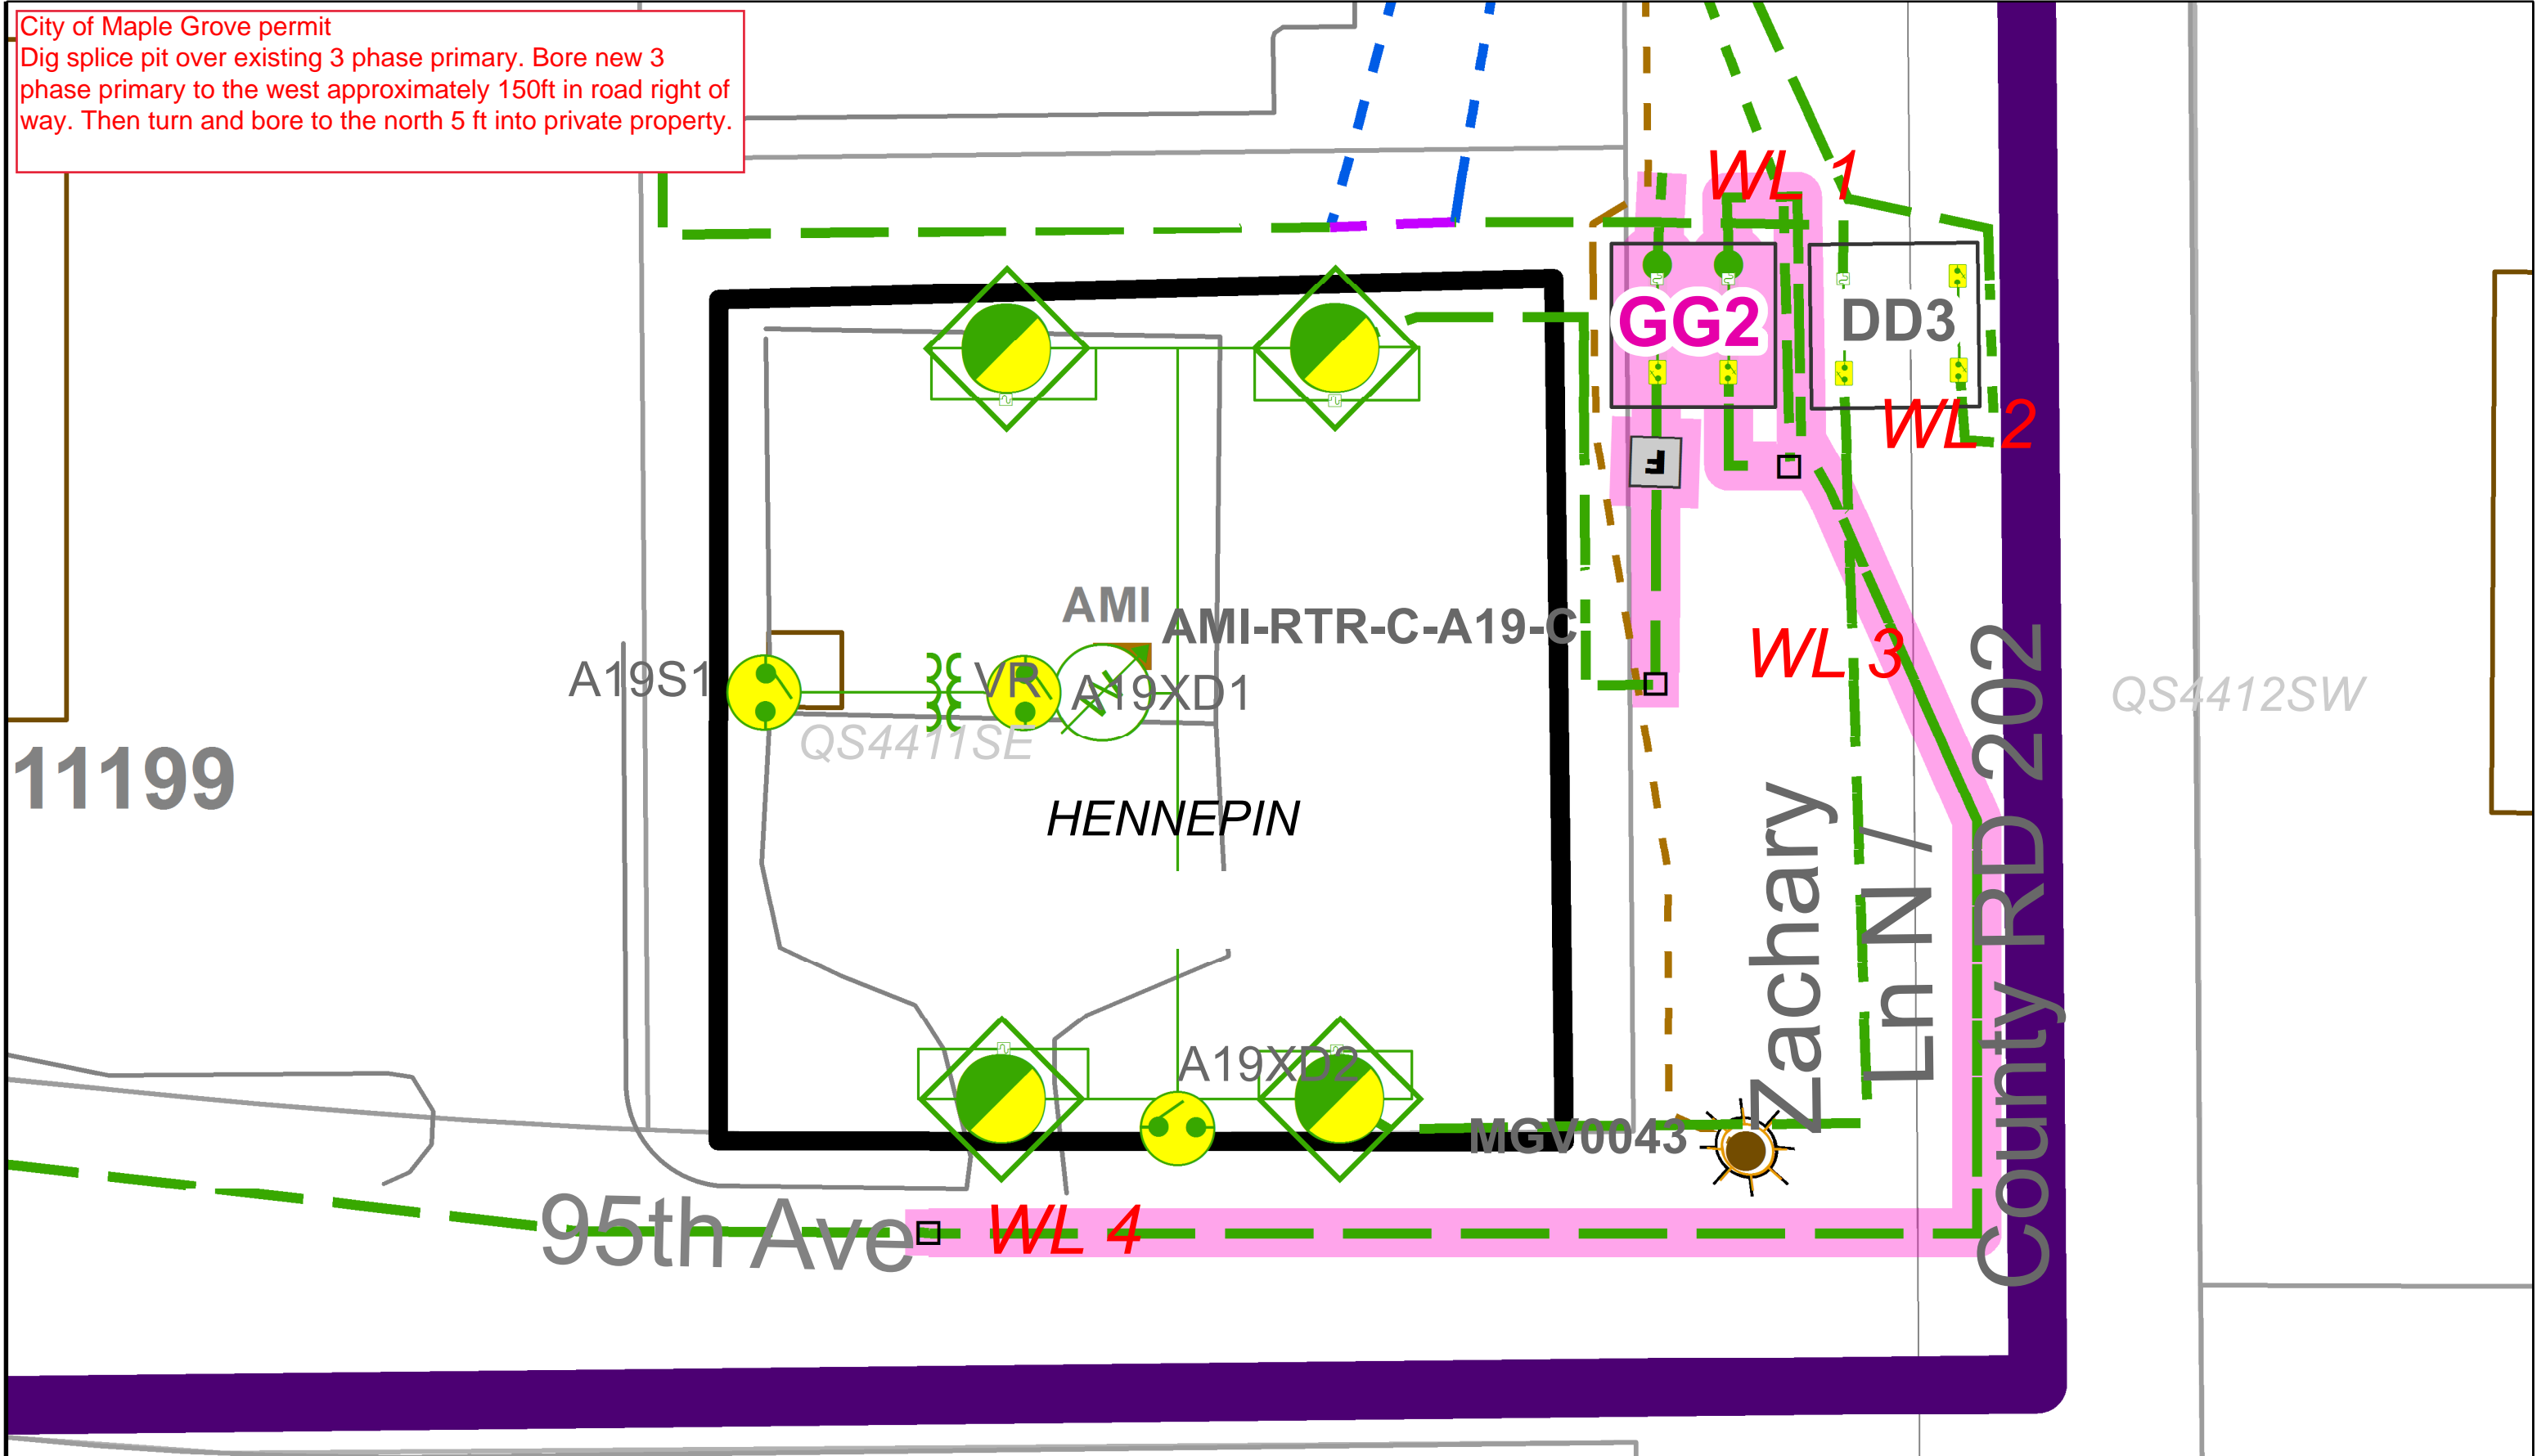 City of Maple Grove permit
Dig splice pit over existing 3 phase primary. Bore new 3
phase primary to the west approximately 150ft in road right of
way. Then turn and bore to the north 5 ft into private property.
WL 1
GG2
DD3
WL 2
F
AMI
AMI-RTR-C-A19-C
WL 3
A19S1
VR
A19XD1
QS4411SE
QS4412SW
11199
HENNEPIN
Zachary
Ln N /
County RD 202
A19XD2
MGV0043
95th Ave
WL 4